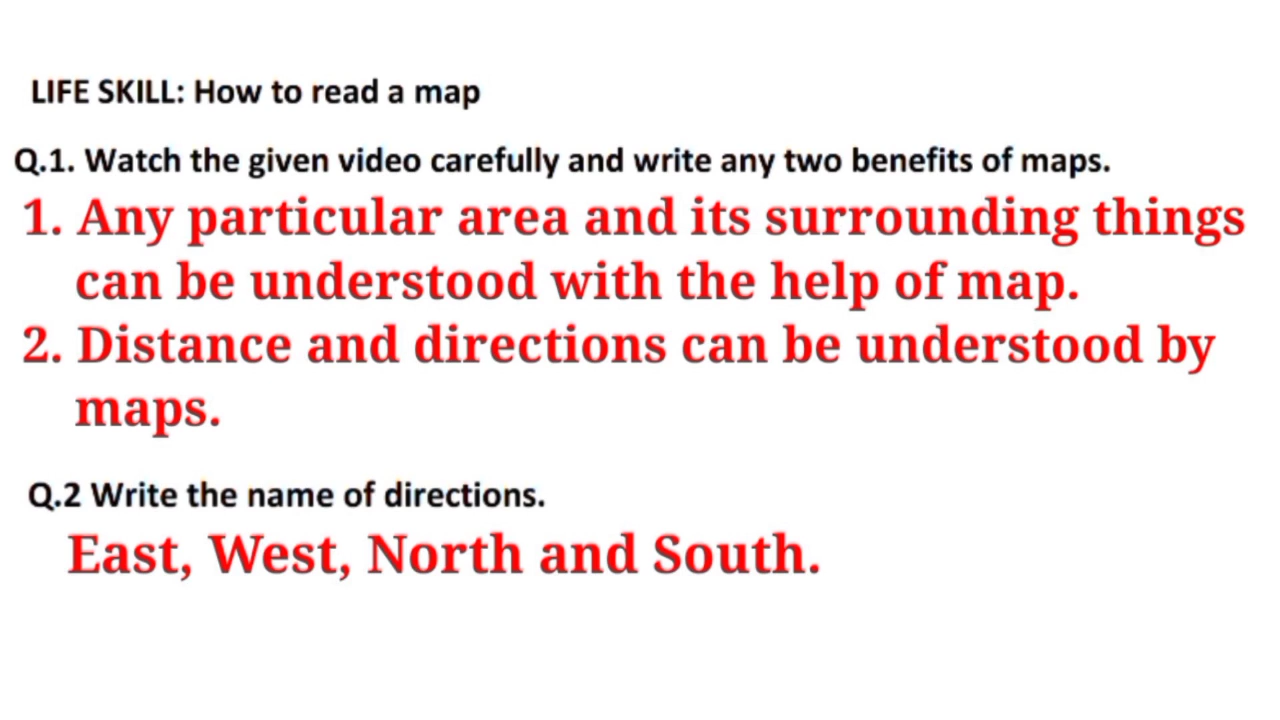 LIFE SKILL: How to read a map
Q.1. Watch the given video carefully and write any two benefits of maps.
1. Any particular area and its surrounding things
can be understood with the help of map.
2. Distance and directions can be understood by
maps.
Q.2 Write the name of directions.
East, West, North and South.